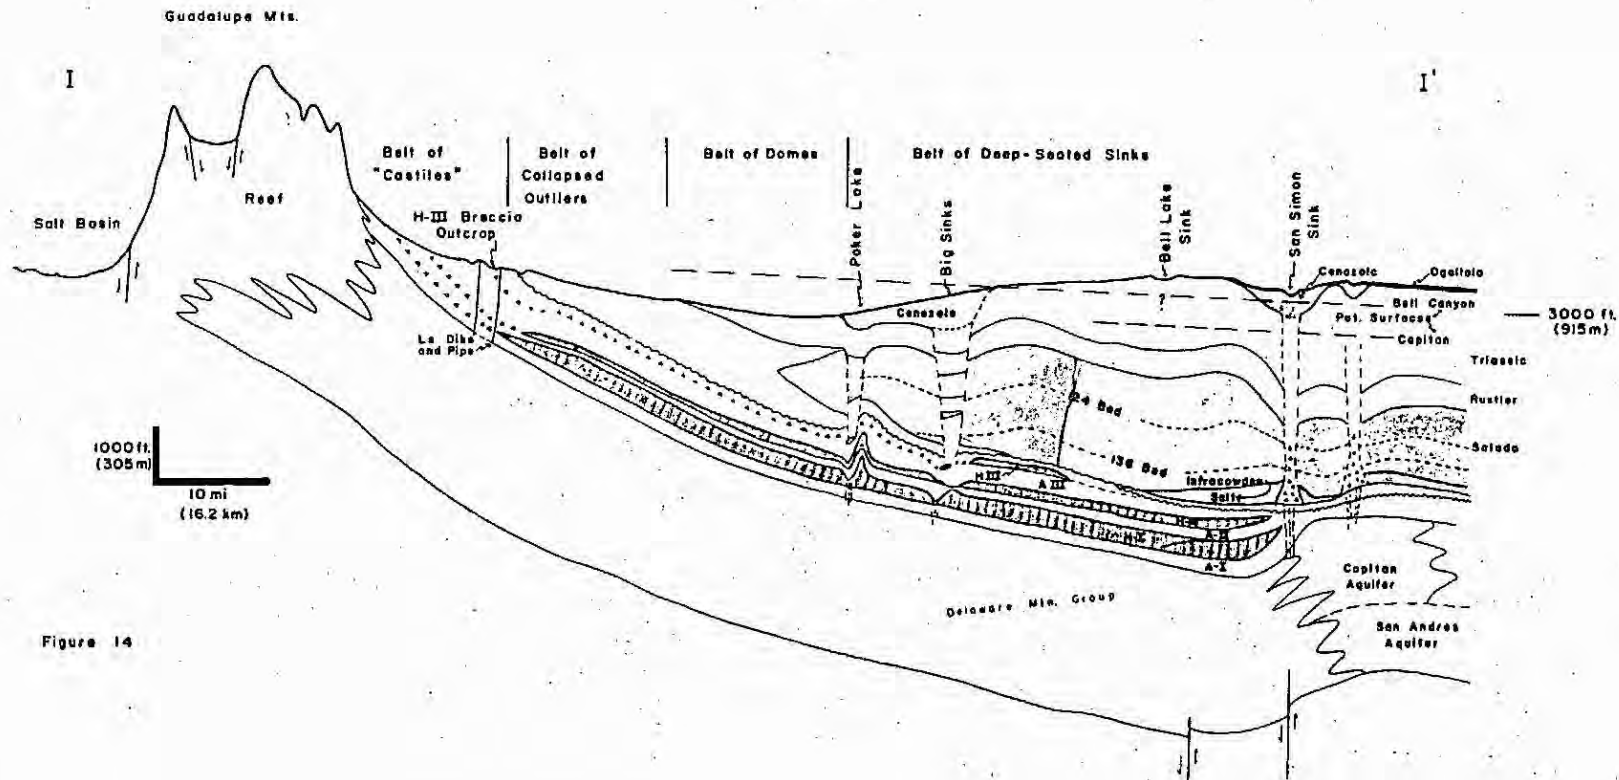 Guadalupe Mts.
I
I'
Belt of
"Castiles"
Belt of
Collapsed
Outliers
Belt of Domes
Belt of Deep-Seated Sinks
Salt Basin
Reef
H-III Breccia
Outcrop
Poker Lake
Big Sinks
Bell Lake
Sink
San Simon
Sink
Cenozoic
Ogallala
Cenozoic
Bell Canyon
Pot. Surfaces
Capitan
3000 ft.
(915m)
Le Dike
and Pipe
Triassic
124 Bed
Rustler
1000 ft.
(305m)
136 Bed
Salado
10 mi
(16.2 km)
H III
A III
Infracowden
Salts
H-II
H-I
A-II
A-I
Capitan
Aquifer
Delaware Mtn. Group
San Andres
Aquifer
Figure 14